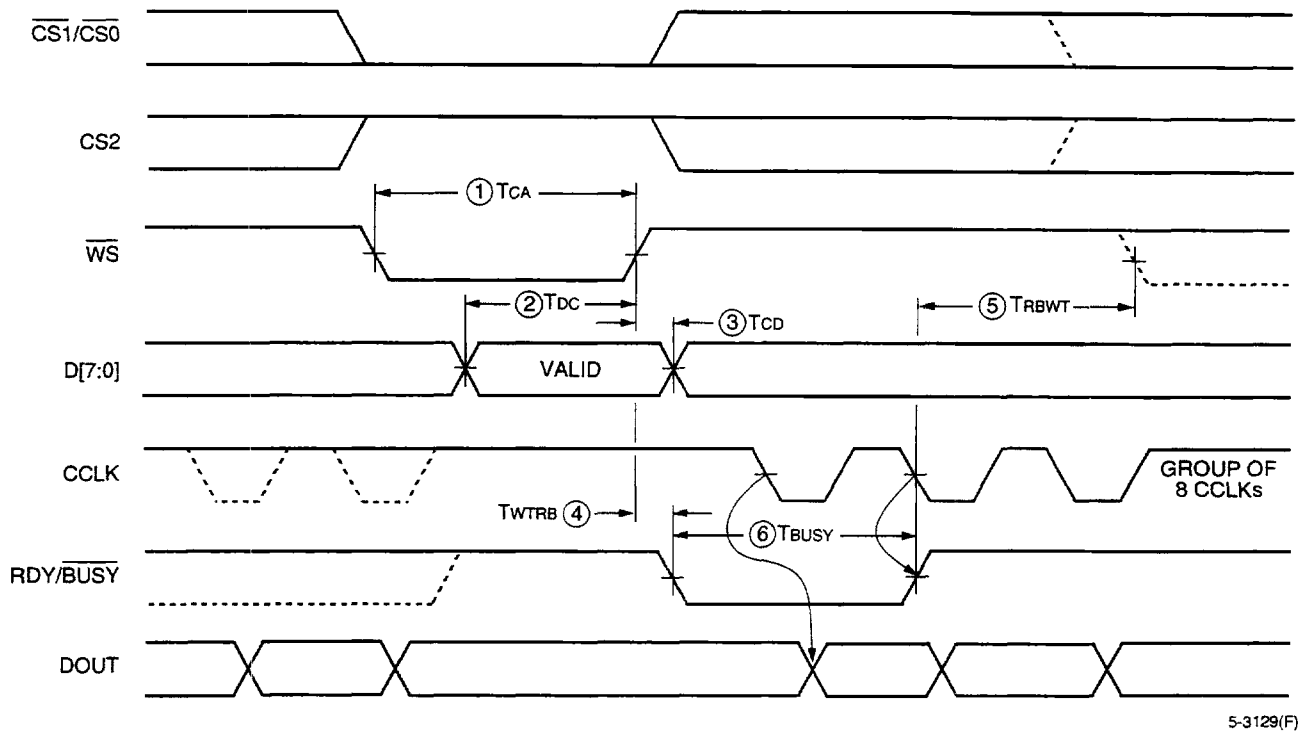 CS1/CS0
CS2
① TCA
WS
② TDC
⑤ TRBWT
③ TCD
D[7:0]
VALID
CCLK
GROUP OF
8 CCLKs
TWTRB ④
⑥ TBUSY
RDY/BUSY
DOUT
5-3129(F)